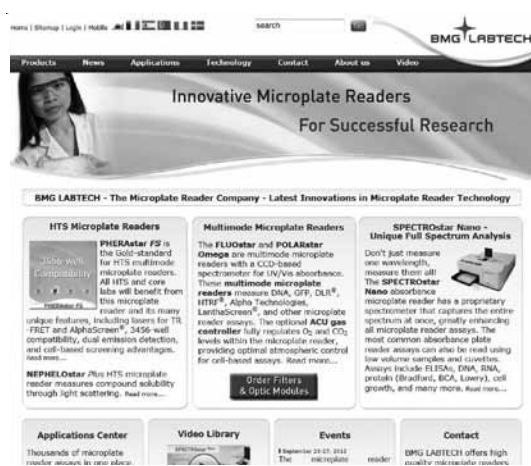 Home | Sitemap | Login | Mobile
search
BMG LABTECH
Products News Applications Technology Contact About us Video
Innovative Microplate Readers
For Successful Research
BMG LABTECH - The Microplate Reader Company - Latest Innovations in Microplate Reader Technology
HTS Microplate Readers
3456 Well
Compatibility
PHERAstar FS
PHERAstar FS is
the Gold-standard
for HTS multimode
microplate readers.
All HTS and core
labs will benefit from
this microplate
reader and its many
unique features, including lasers for TR
-FRET and AlphaScreen®, 3456-well
compatibility, dual emission detection,
and cell-based screening advantages.
Read more...
NEPHELOstar Plus HTS microplate
reader measures compound solubility
through light scattering. Read more...
Multimode Microplate Readers
The FLUOstar and POLARstar
Omega are multimode microplate
readers with a CCD-based
spectrometer for UV/Vis absorbance.
These multimode microplate
readers measure DNA, GFP, DLR®,
HTRF®, Alpha Technologies,
LanthaScreen®, and other microplate
reader assays. The optional ACU gas
controller fully regulates O₂ and CO₂
levels within the microplate reader,
providing optimal atmospheric control
for cell-based assays. Read more...
Order Filters
& Optic Modules
SPECTROstar Nano -
Unique Full Spectrum Analysis
Don't just measure
one wavelength,
measure them all!
The SPECTROstar
Nano absorbance
microplate reader has a proprietary
spectrometer that captures the entire
spectrum at once, greatly enhancing
all microplate reader assays. The
most common absorbance plate
reader assays can also be read using
low volume samples and cuvettes.
Assays include ELISAs, DNA, RNA,
protein (Bradford, BCA, Lowry), cell
growth, and many more. Read more...
Applications Center
Thousands of microplate
reader assays in one place.
Video Library
SPECTROstar Nano
Events
September 25-27, 2012
The microplate reader
Contact
BMG LABTECH offers high
quality microplate readers